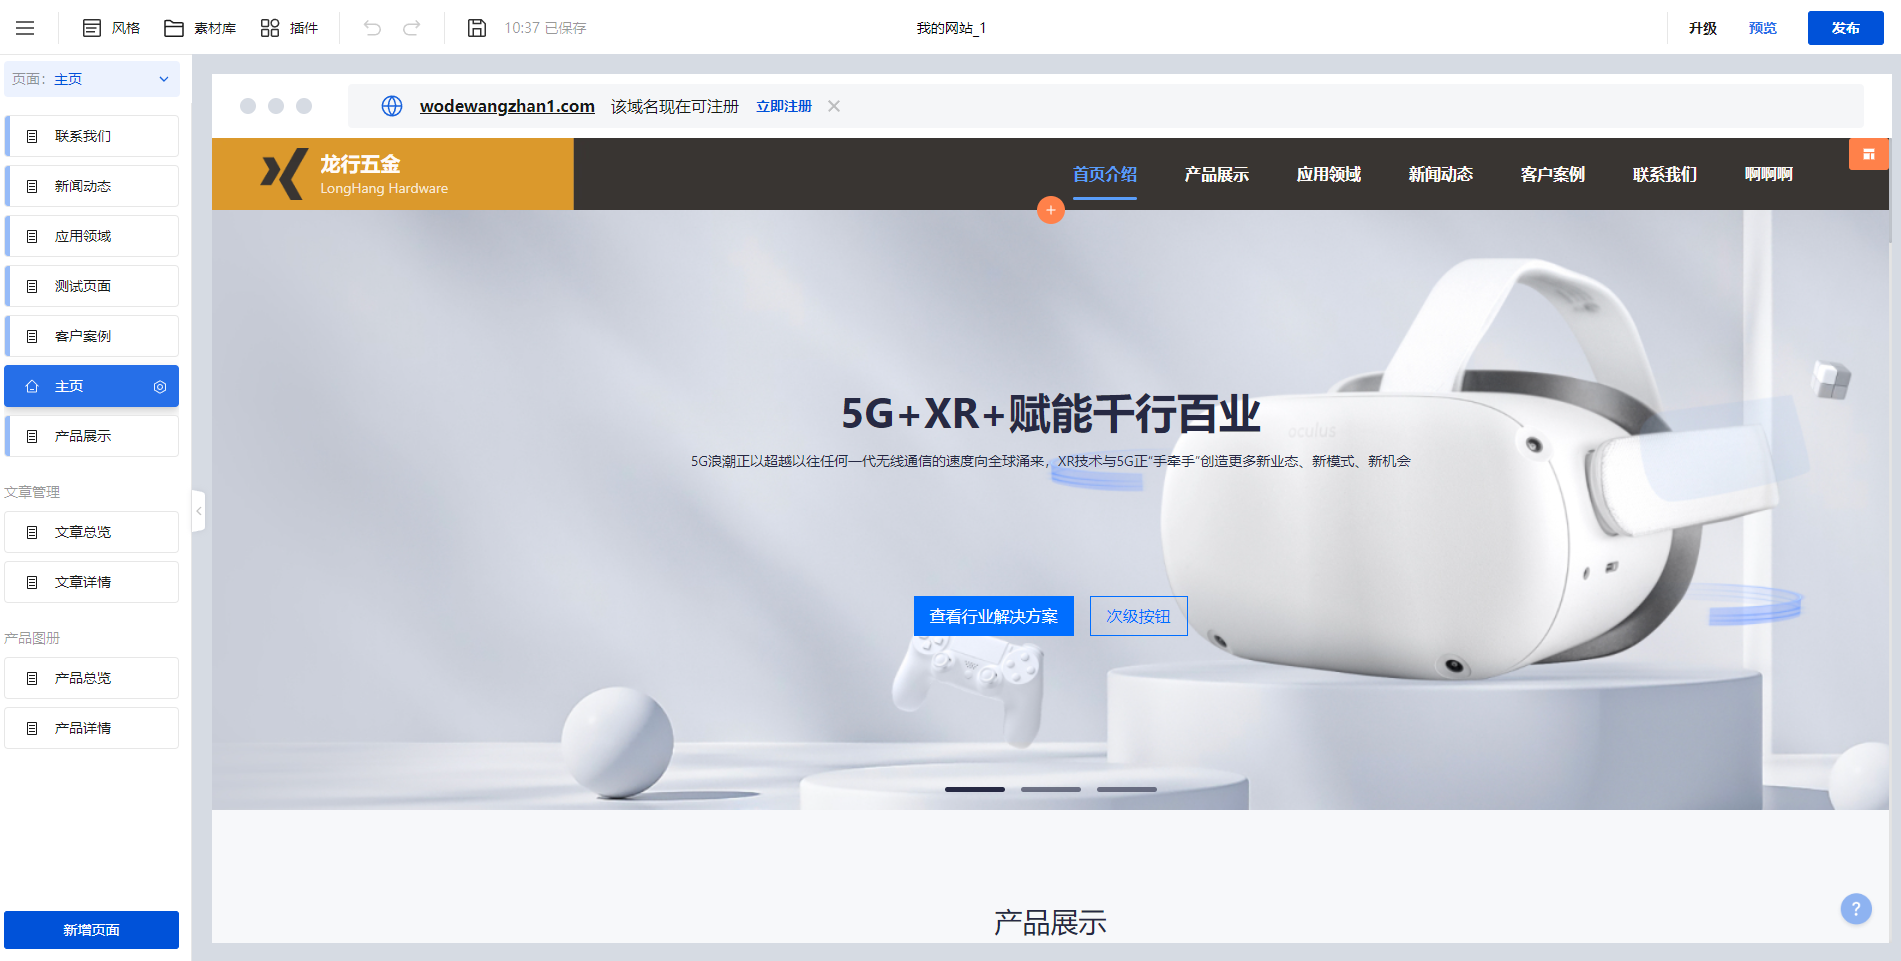 风格
素材库
插件
10:37 已保存
我的网站_1
升级
预览
发布
页面：主页
联系我们
新闻动态
应用领域
测试页面
客户案例
主页
产品展示
文章管理
文章总览
文章详情
产品图册
产品总览
产品详情
新增页面
wodewangzhan1.com 该域名现在可注册 立即注册
龙行五金
LongHang Hardware
首页介绍 产品展示 应用领域 新闻动态 客户案例 联系我们 啊啊啊
oculus
5G+XR+赋能千行百业
5G浪潮正以超越以往任何一代无线通信的速度向全球涌来，XR技术与5G正“手牵手”创造更多新业态、新模式、新机会
查看行业解决方案
次级按钮
产品展示